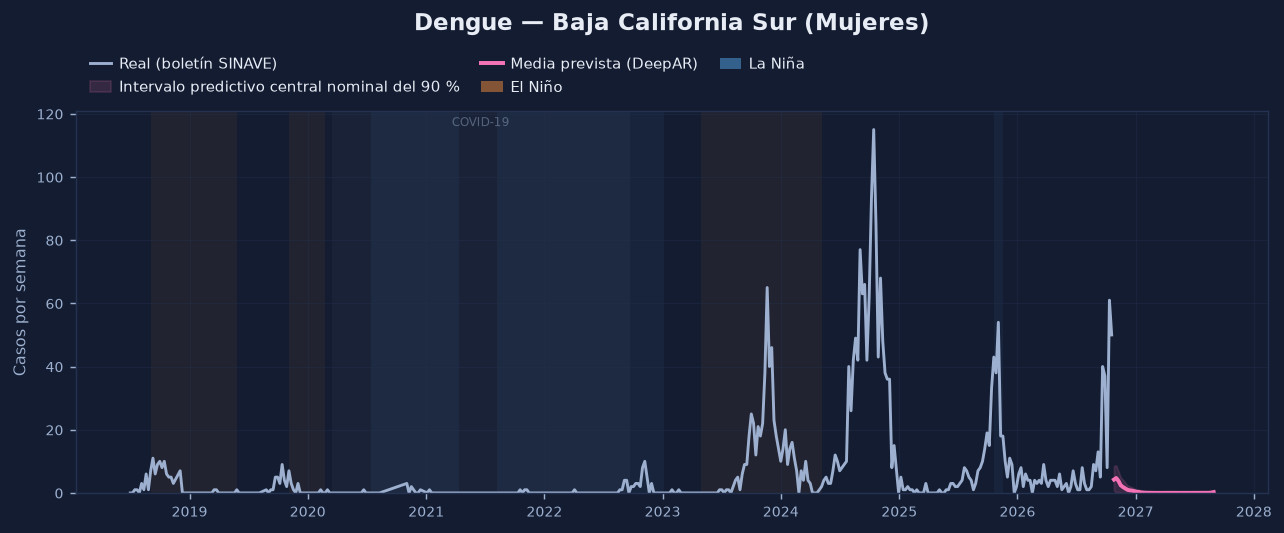 Dengue — Baja California Sur (Mujeres)
Real (boletín SINAVE)
Media prevista (DeepAR)
La Niña
Intervalo predictivo central nominal del 90 %
El Niño
COVID-19
Casos por semana
120
100
80
60
40
20
0
2019
2020
2021
2022
2023
2024
2025
2026
2027
2028